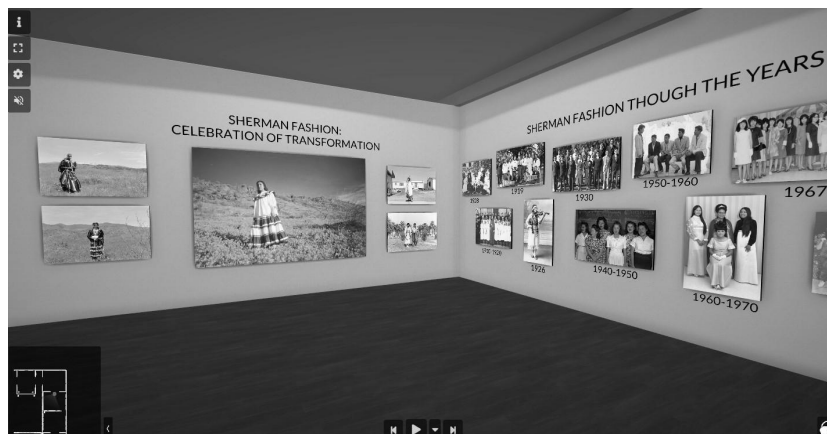 SHERMAN FASHION:
CELEBRATION OF TRANSFORMATION
SHERMAN FASHION THOUGH THE YEARS
1919
1930
1950-1960
1967
1926
1940-1950
1960-1970